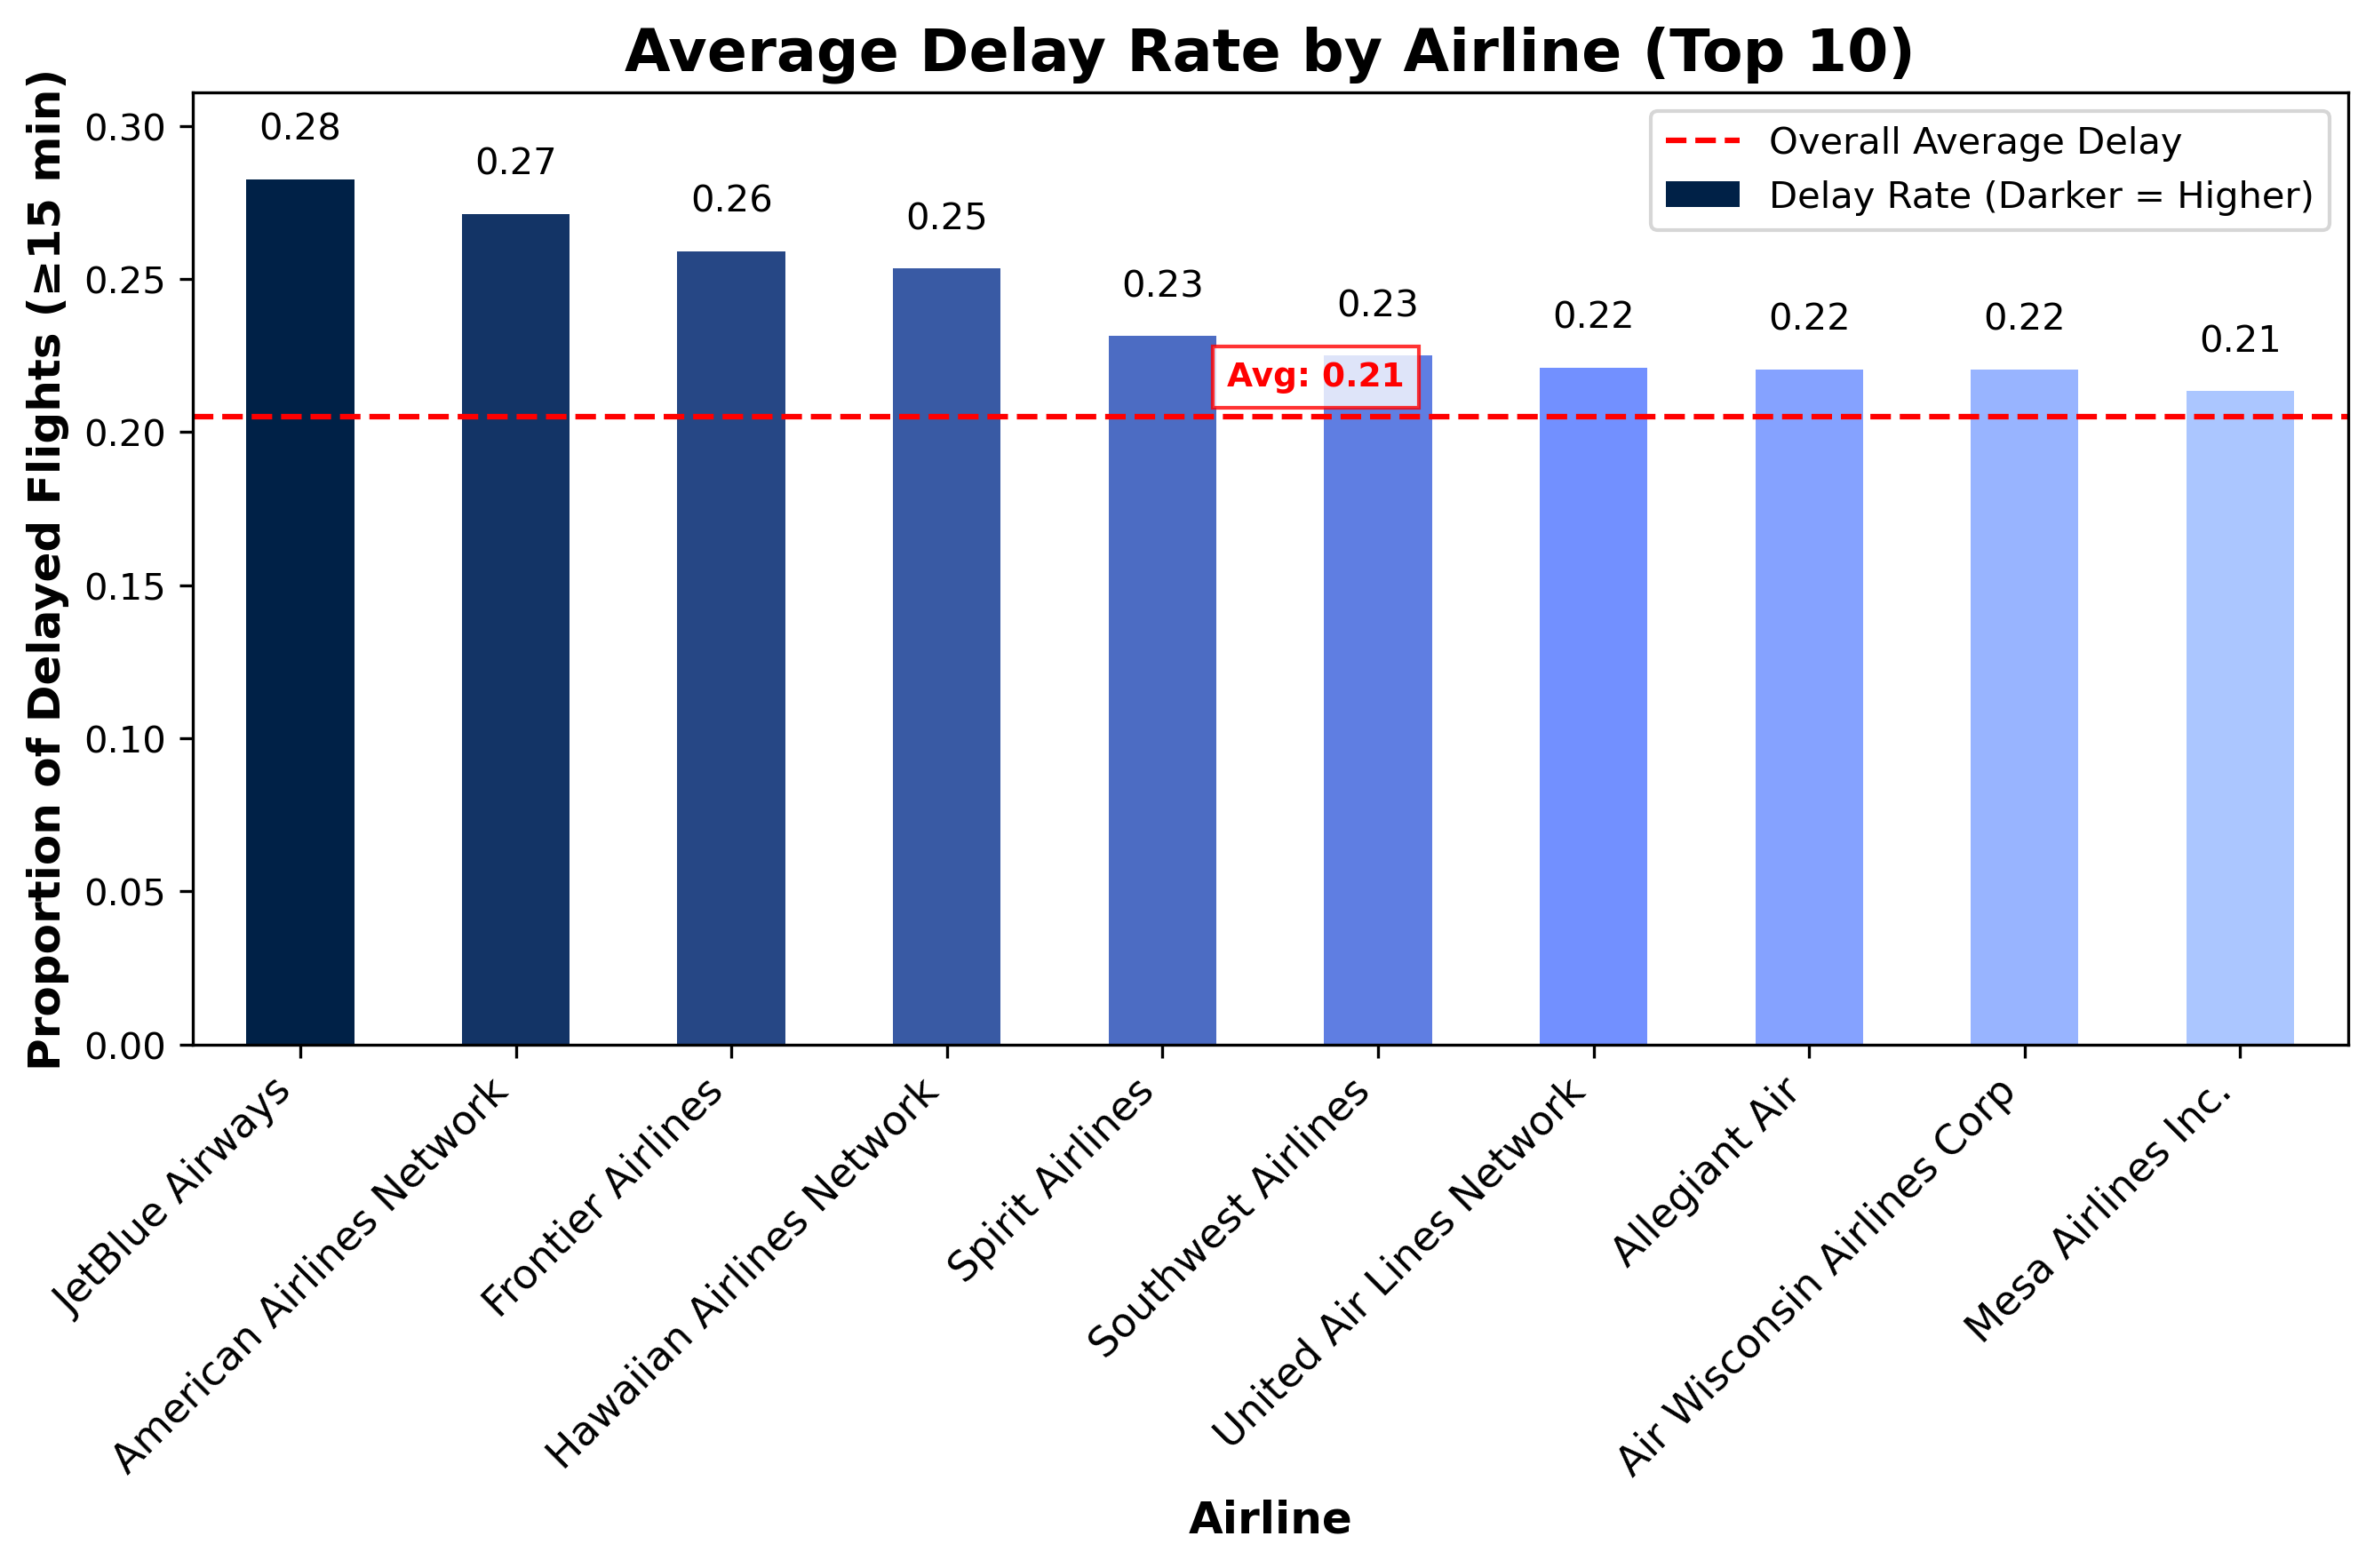 Average Delay Rate by Airline (Top 10)
Proportion of Delayed Flights (≥15 min)
0.30
0.25
0.20
0.15
0.10
0.05
0.00
Overall Average Delay
Delay Rate (Darker = Higher)
0.28
0.27
0.26
0.25
0.23
0.23
0.22
0.22
0.22
0.21
Avg: 0.21
JetBlue Airways
American Airlines Network
Frontier Airlines
Hawaiian Airlines Network
Spirit Airlines
Southwest Airlines
United Air Lines Network
Allegiant Air
Air Wisconsin Airlines Corp
Mesa Airlines Inc.
Airline